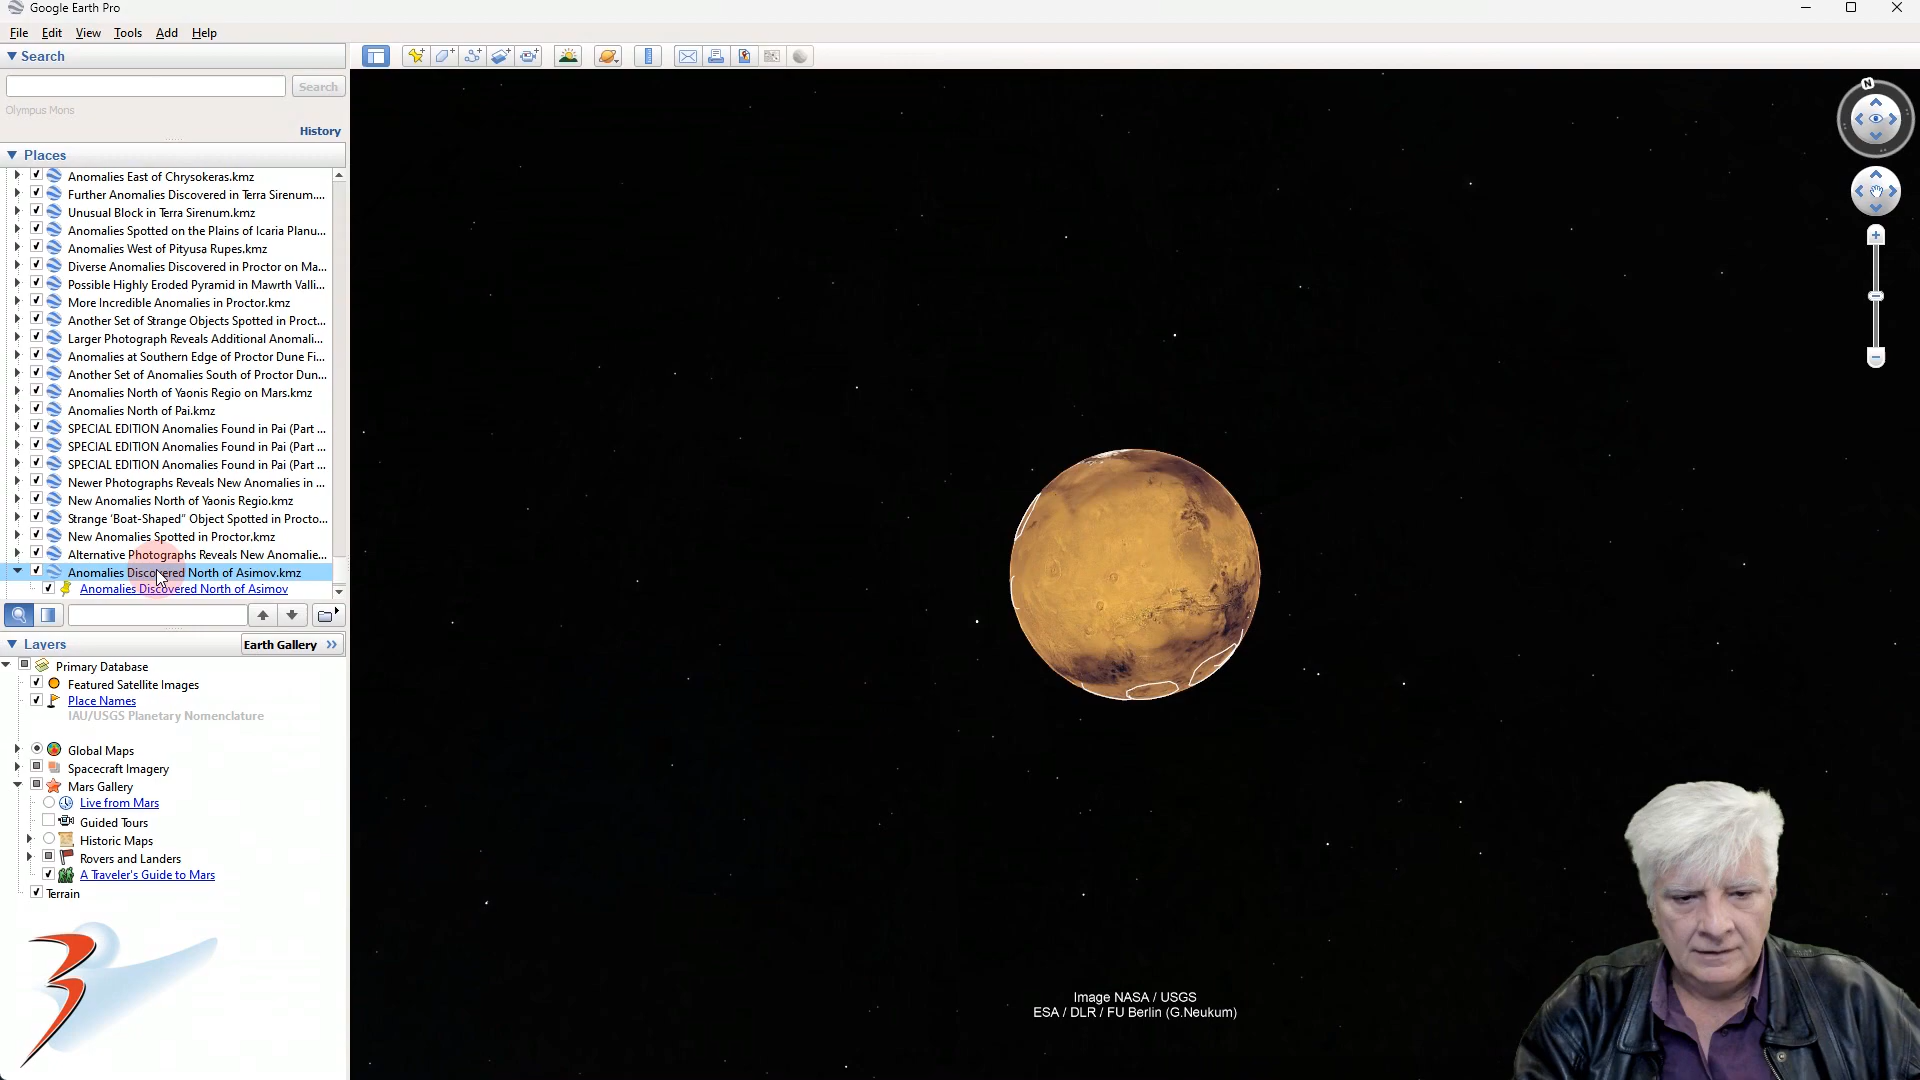 Google Earth Pro
File Edit View Tools Add Help
Search
Search
Olympus Mons
History
Places
Anomalies East of Chrysokeras.kmz
Further Anomalies Discovered in Terra Sirenum....
Unusual Block in Terra Sirenum.kmz
Anomalies Spotted on the Plains of Icaria Planu...
Anomalies West of Pityusa Rupes.kmz
Diverse Anomalies Discovered in Proctor on Ma...
Possible Highly Eroded Pyramid in Mawrth Valli...
More Incredible Anomalies in Proctor.kmz
Another Set of Strange Objects Spotted in Proct...
Larger Photograph Reveals Additional Anomali...
Anomalies at Southern Edge of Proctor Dune Fi...
Another Set of Anomalies South of Proctor Dun...
Anomalies North of Yaonis Regio on Mars.kmz
Anomalies North of Pai.kmz
SPECIAL EDITION Anomalies Found in Pai (Part ...
SPECIAL EDITION Anomalies Found in Pai (Part ...
SPECIAL EDITION Anomalies Found in Pai (Part ...
Newer Photographs Reveals New Anomalies in ...
New Anomalies North of Yaonis Regio.kmz
Strange ‘Boat-Shaped” Object Spotted in Procto...
New Anomalies Spotted in Proctor.kmz
Alternative Photographs Reveals New Anomalie...
Anomalies Discovered North of Asimov.kmz
Anomalies Discovered North of Asimov
Layers
Earth Gallery »
Primary Database
Featured Satellite Images
Place Names
IAU/USGS Planetary Nomenclature
Global Maps
Spacecraft Imagery
Mars Gallery
Live from Mars
Guided Tours
Historic Maps
Rovers and Landers
A Traveler's Guide to Mars
Terrain
N
Image NASA / USGS
ESA / DLR / FU Berlin (G.Neukum)